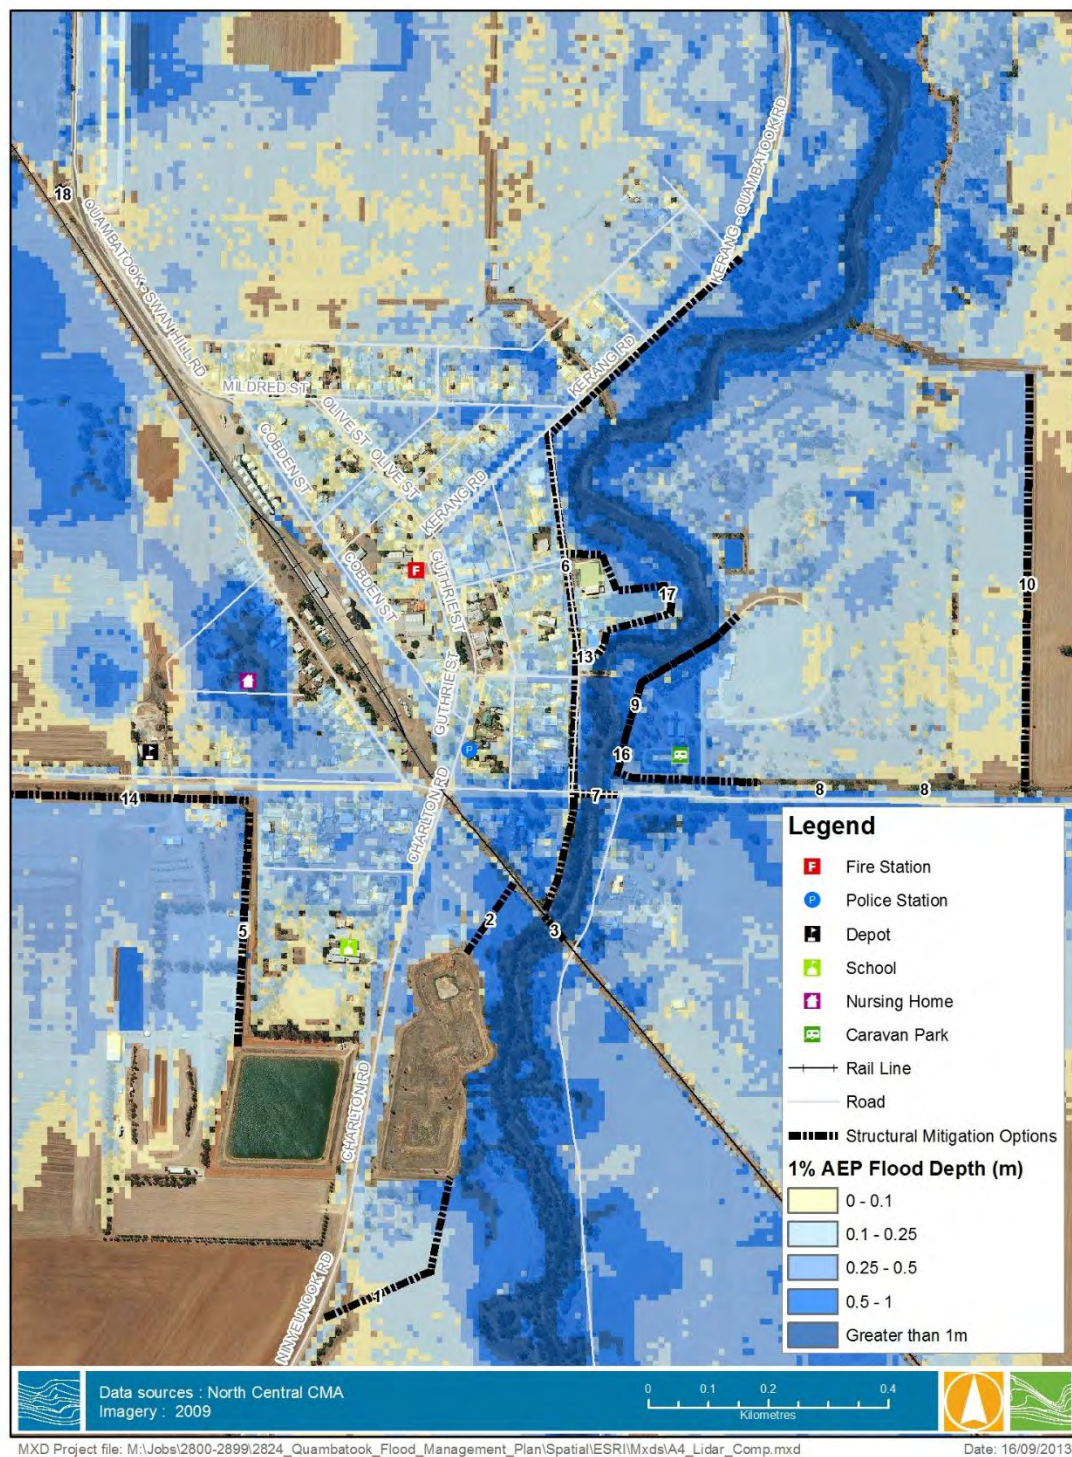 18
QUAMBATOOK - SWAN HILL RD
KERANG - QUAMBATOOK RD
KERANG RD
MILDRED ST
OLIVE ST
OLIVE ST
COBDEN ST
KERANG RD
COBDEN ST
F
GUTHRIE ST
6
17
10
13
GUTHRIE ST
9
P
16
14
7
8
8
CHARLTON RD
2
3
5
CHARLTON RD
1
NINYEUNOOK RD
Legend
F Fire Station
P Police Station
Depot
School
Nursing Home
Caravan Park
Rail Line
Road
Structural Mitigation Options
1% AEP Flood Depth (m)
0 - 0.1
0.1 - 0.25
0.25 - 0.5
0.5 - 1
Greater than 1m
Data sources : North Central CMA
Imagery : 2009
0 0.1 0.2 0.4
Kilometres
MXD Project file: M:\Jobs\2800-2899\2824_Quambatook_Flood_Management_Plan\Spatial\ESRI\Mxds\A4_Lidar_Comp.mxd
Date: 16/09/2013